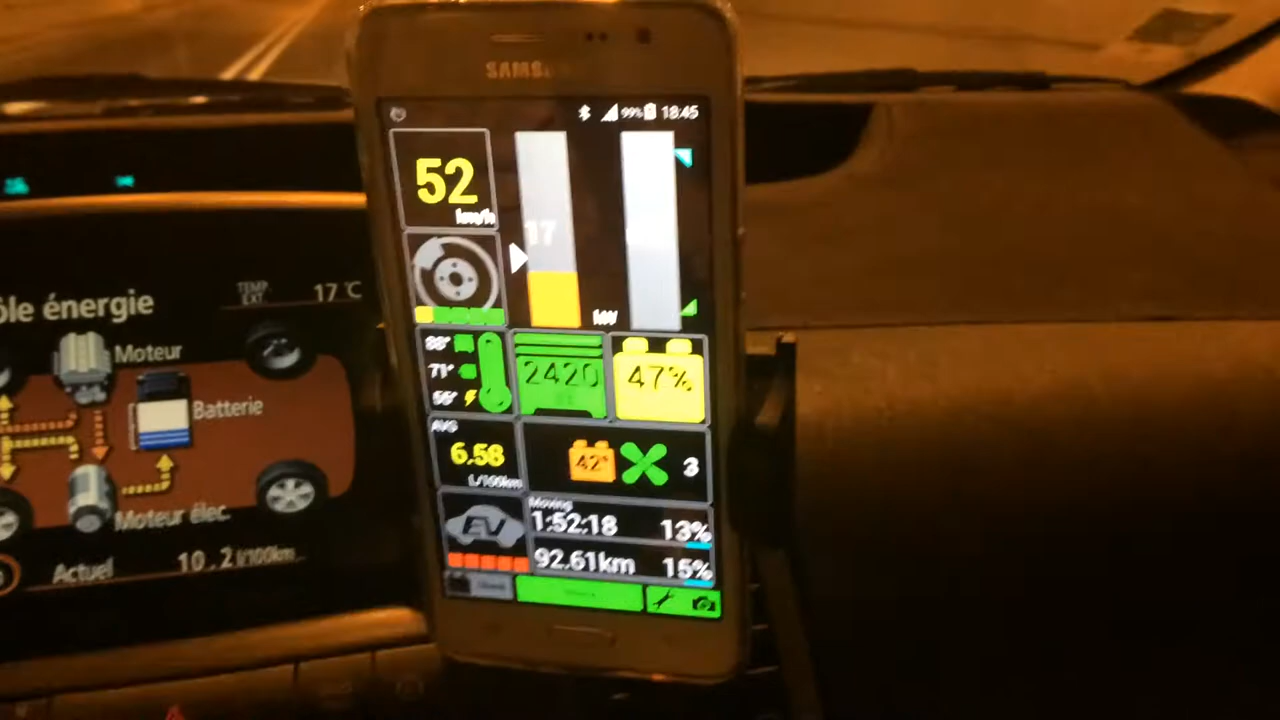 SAMSU
99% 18:45
52
km/h
17
kW
ôle énergie
TEMP.
EXT.
17°C
Moteur
Batterie
Moteur élec.
Actuel
10.2 l/100km
88°
71°
56°
2420
47%
AVG
6.58
L/100km
42°
3
EV
Moving
1:52:18
13%
92.61km
15%